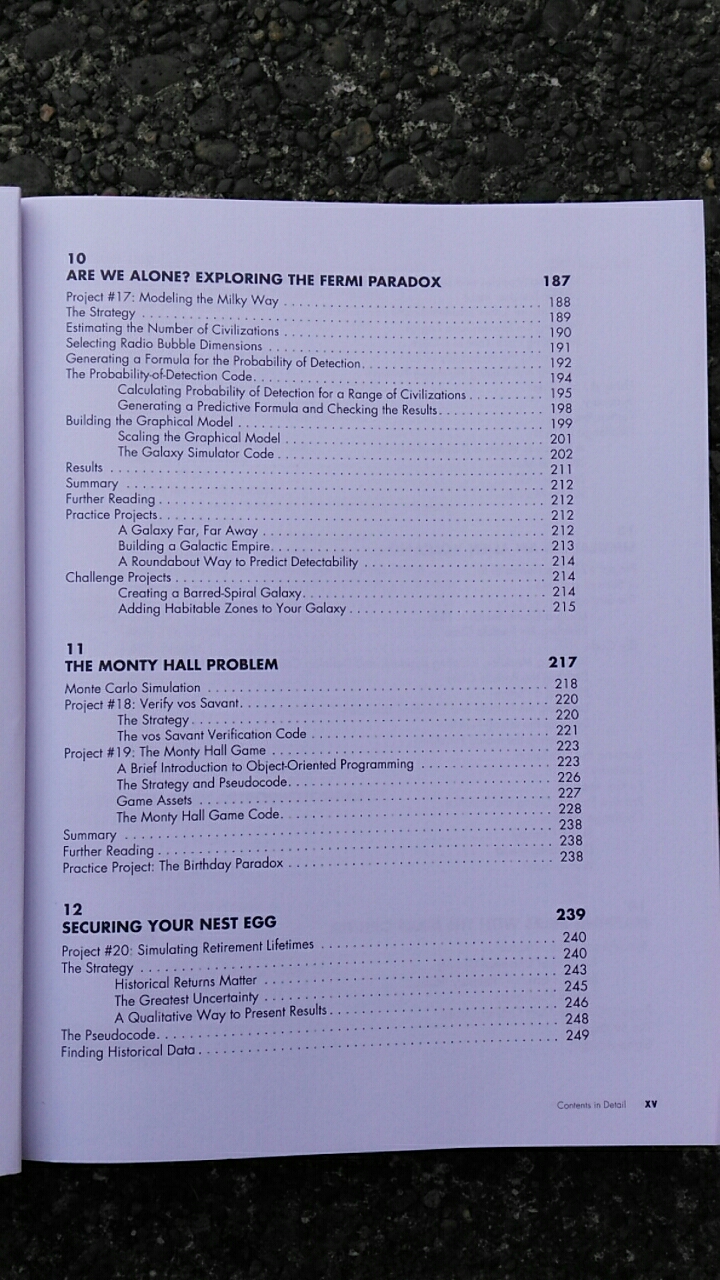 10
ARE WE ALONE? EXPLORING THE FERMI PARADOX 187
Project #17: Modeling the Milky Way 188
The Strategy 189
Estimating the Number of Civilizations 190
Selecting Radio Bubble Dimensions 191
Generating a Formula for the Probability of Detection 192
The Probability-of-Detection Code 194
Calculating Probability of Detection for a Range of Civilizations 195
Generating a Predictive Formula and Checking the Results 198
Building the Graphical Model 199
Scaling the Graphical Model 201
The Galaxy Simulator Code 202
Results 211
Summary 212
Further Reading 212
Practice Projects 212
A Galaxy Far, Far Away 212
Building a Galactic Empire 213
A Roundabout Way to Predict Detectability 214
Challenge Projects 214
Creating a Barred-Spiral Galaxy 214
Adding Habitable Zones to Your Galaxy 215
11
THE MONTY HALL PROBLEM 217
Monte Carlo Simulation 218
Project #18: Verify vos Savant 220
The Strategy 220
The vos Savant Verification Code 221
Project #19: The Monty Hall Game 223
A Brief Introduction to Object-Oriented Programming 223
The Strategy and Pseudocode 226
Game Assets 227
The Monty Hall Game Code 228
Summary 238
Further Reading 238
Practice Project: The Birthday Paradox 238
12
SECURING YOUR NEST EGG 239
Project #20: Simulating Retirement Lifetimes 240
The Strategy 240
Historical Returns Matter 243
The Greatest Uncertainty 245
A Qualitative Way to Present Results 246
The Pseudocode 248
Finding Historical Data 249
Contents in Detail XV